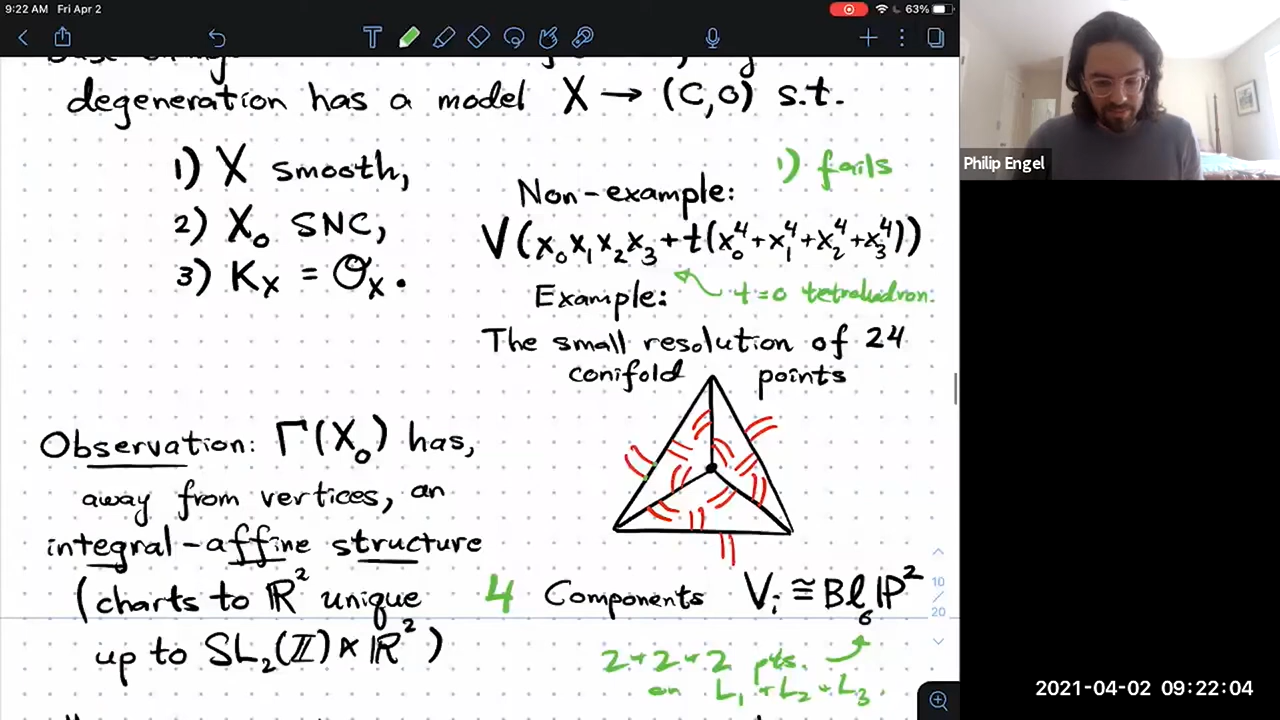 9:22 AM Fri Apr 2
63%
degeneration has a model X → (C,0) s.t.
1) X smooth,
2) X₀ SNC,
3) K_X = O_X.
1) fails
Non-example:
V(x₀x₁x₂x₃ + t(x₀⁴+x₁⁴+x₂⁴+x₃⁴))
t=0 tetrahedron.
Example:
The small resolution of 24
conifold points
Observation: Γ(X₀) has,
away from vertices, an
integral-affine structure
(charts to ℝ² unique
up to SL₂(ℤ)⋉ℝ²)
4 Components Vᵢ ≅ Bl₆ℙ²
2+2+2 pts.
on L₁+L₂+L₃.
10
/
20
Philip Engel
2021-04-02 09:22:04